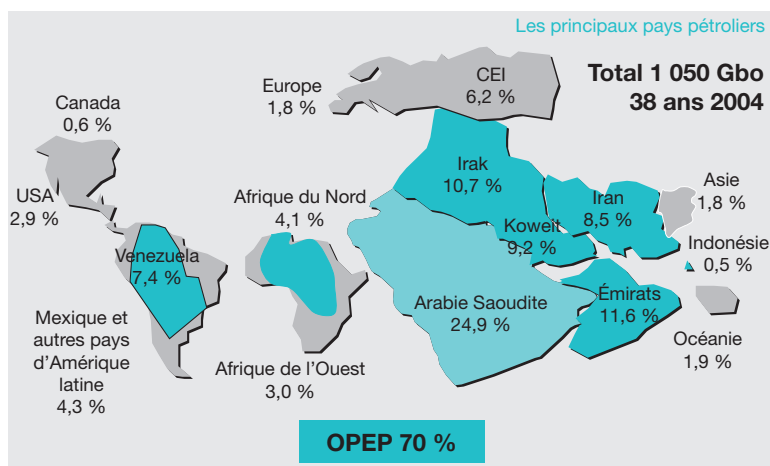 Les principaux pays pétroliers
Total 1 050 Gbo
38 ans 2004
CEI
6,2 %
Europe
1,8 %
Canada
0,6 %
USA
2,9 %
Irak
10,7 %
Iran
8,5 %
Asie
1,8 %
Afrique du Nord
4,1 %
Koweit
9,2 %
Indonésie
0,5 %
Venezuela
7,4 %
Arabie Saoudite
24,9 %
Émirats
11,6 %
Mexique et
autres pays
d’Amérique
latine
4,3 %
Afrique de l’Ouest
3,0 %
Océanie
1,9 %
OPEP 70 %